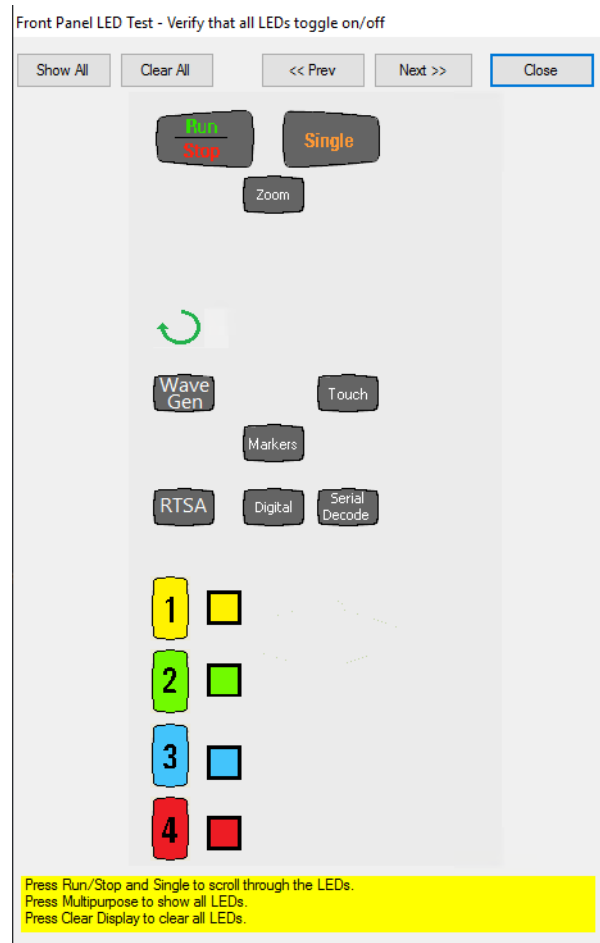 Front Panel LED Test - Verify that all LEDs toggle on/off
Show All Clear All << Prev Next >> Close
Run
Stop
Single
Zoom
Wave
Gen
Touch
Markers
RTSA
Digital
Serial
Decode
1
2
3
4
Press Run/Stop and Single to scroll through the LEDs.
Press Multipurpose to show all LEDs.
Press Clear Display to clear all LEDs.